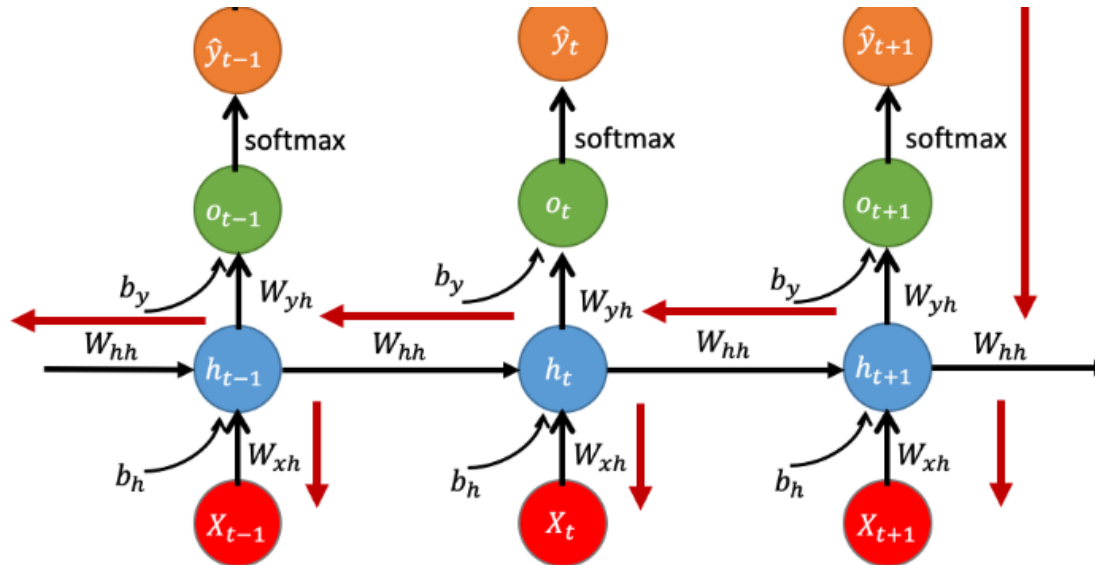 ŷ_{t-1} ŷ_t ŷ_{t+1}
softmax softmax softmax
o_{t-1} o_t o_{t+1}
b_y W_{yh} b_y W_{yh} b_y W_{yh}
W_{hh} W_{hh} W_{hh} W_{hh}
h_{t-1} h_t h_{t+1}
b_h W_{xh} b_h W_{xh} b_h W_{xh}
X_{t-1} X_t X_{t+1}